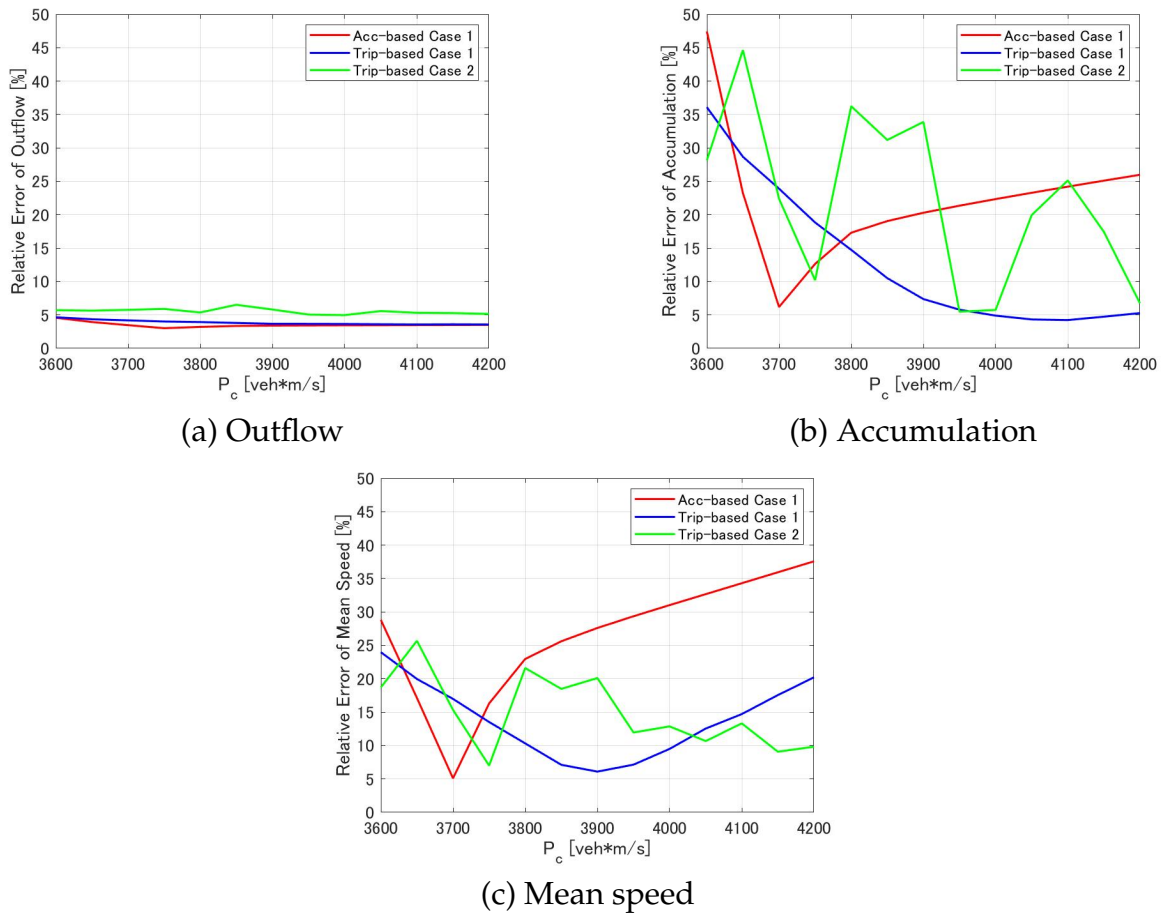 Relative Error of Outflow [%]
50
45
40
35
30
25
20
15
10
5
0
Acc-based Case 1
Trip-based Case 1
Trip-based Case 2
3600 3700 3800 3900 4000 4100 4200
P_c [veh*m/s]
(a) Outflow
Relative Error of Accumulation [%]
50
45
40
35
30
25
20
15
10
5
0
Acc-based Case 1
Trip-based Case 1
Trip-based Case 2
3600 3700 3800 3900 4000 4100 4200
P_c [veh*m/s]
(b) Accumulation
Relative Error of Mean Speed [%]
50
45
40
35
30
25
20
15
10
5
0
Acc-based Case 1
Trip-based Case 1
Trip-based Case 2
3600 3700 3800 3900 4000 4100 4200
P_c [veh*m/s]
(c) Mean speed